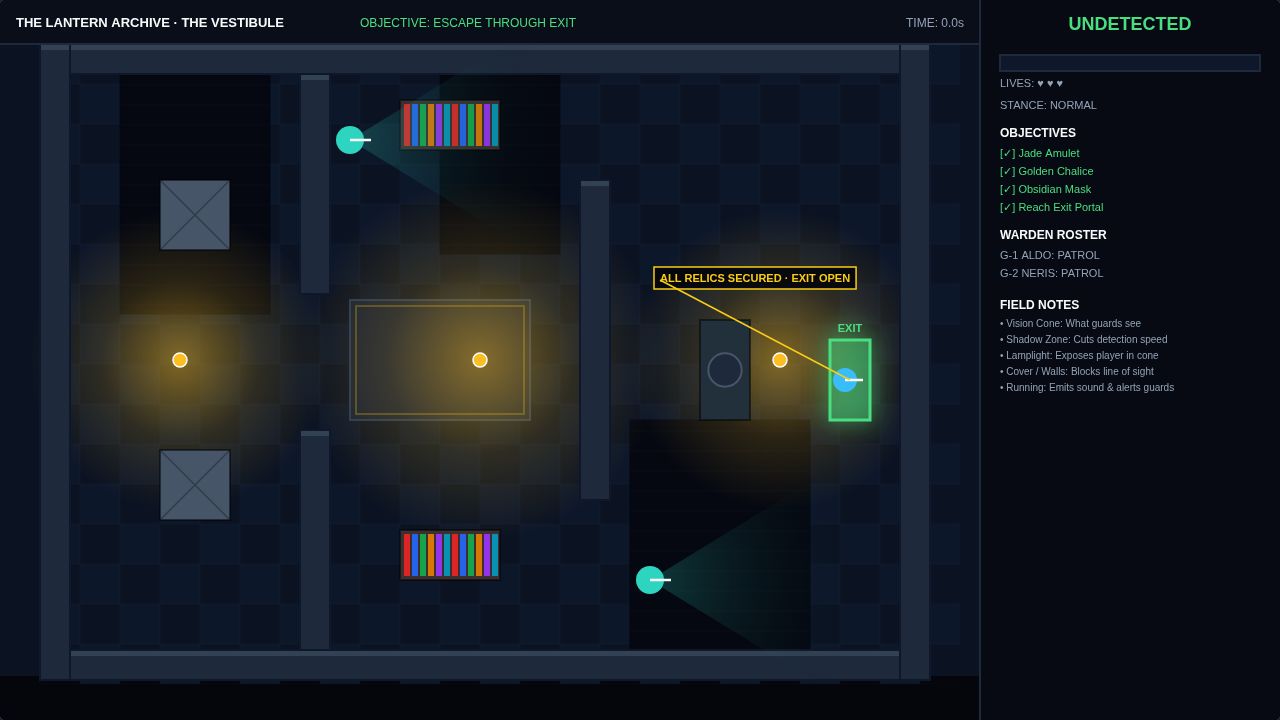 THE LANTERN ARCHIVE · THE VESTIBULE
OBJECTIVE: ESCAPE THROUGH EXIT
TIME: 0.0s
UNDETECTED
LIVES: ♥ ♥ ♥
STANCE: NORMAL
OBJECTIVES
[✓] Jade Amulet
[✓] Golden Chalice
[✓] Obsidian Mask
[✓] Reach Exit Portal
WARDEN ROSTER
G-1 ALDO: PATROL
G-2 NERIS: PATROL
FIELD NOTES
• Vision Cone: What guards see
• Shadow Zone: Cuts detection speed
• Lamplight: Exposes player in cone
• Cover / Walls: Blocks line of sight
• Running: Emits sound & alerts guards
ALL RELICS SECURED · EXIT OPEN
EXIT